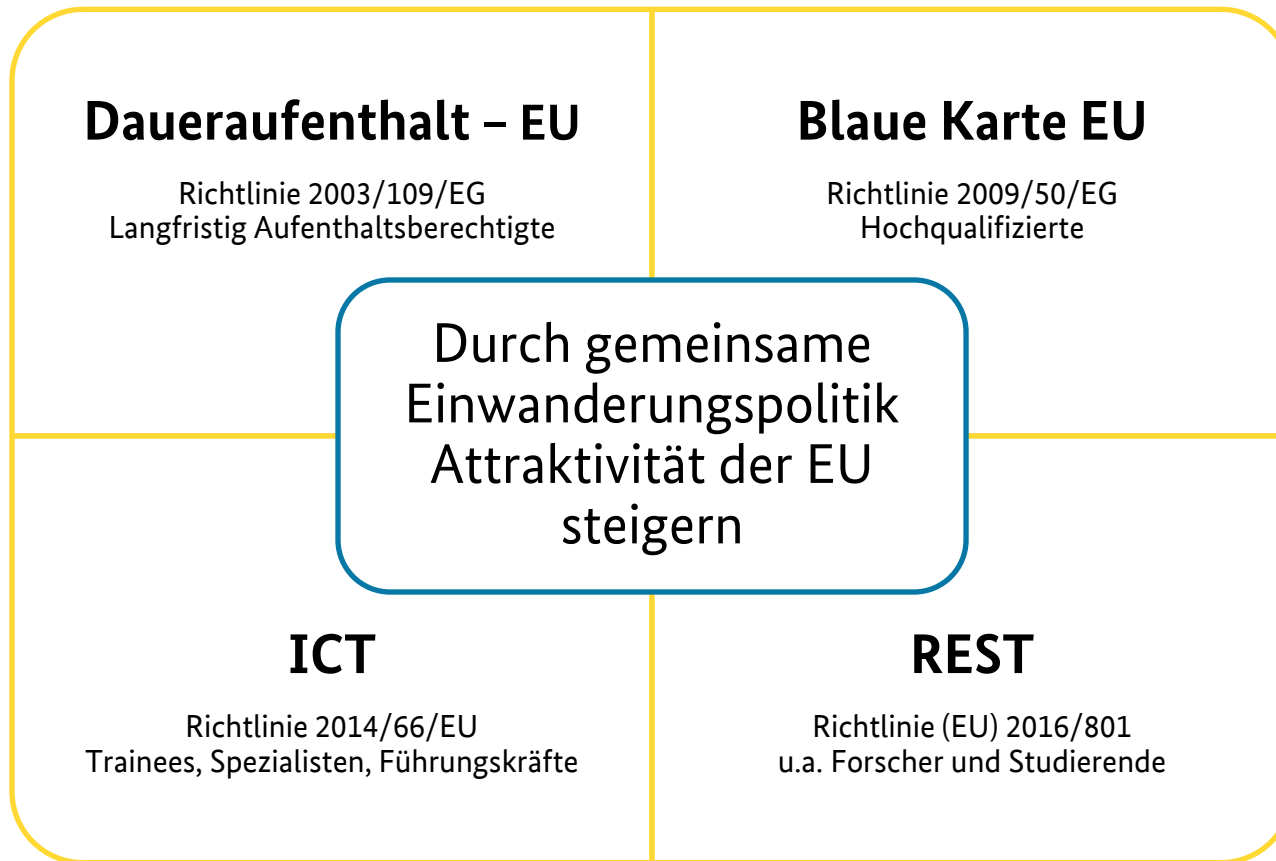 Daueraufenthalt – EU
Richtlinie 2003/109/EG
Langfristig Aufenthaltsberechtigte
Blaue Karte EU
Richtlinie 2009/50/EG
Hochqualifizierte
Durch gemeinsame
Einwanderungspolitik
Attraktivität der EU
steigern
ICT
Richtlinie 2014/66/EU
Trainees, Spezialisten, Führungskräfte
REST
Richtlinie (EU) 2016/801
u.a. Forscher und Studierende